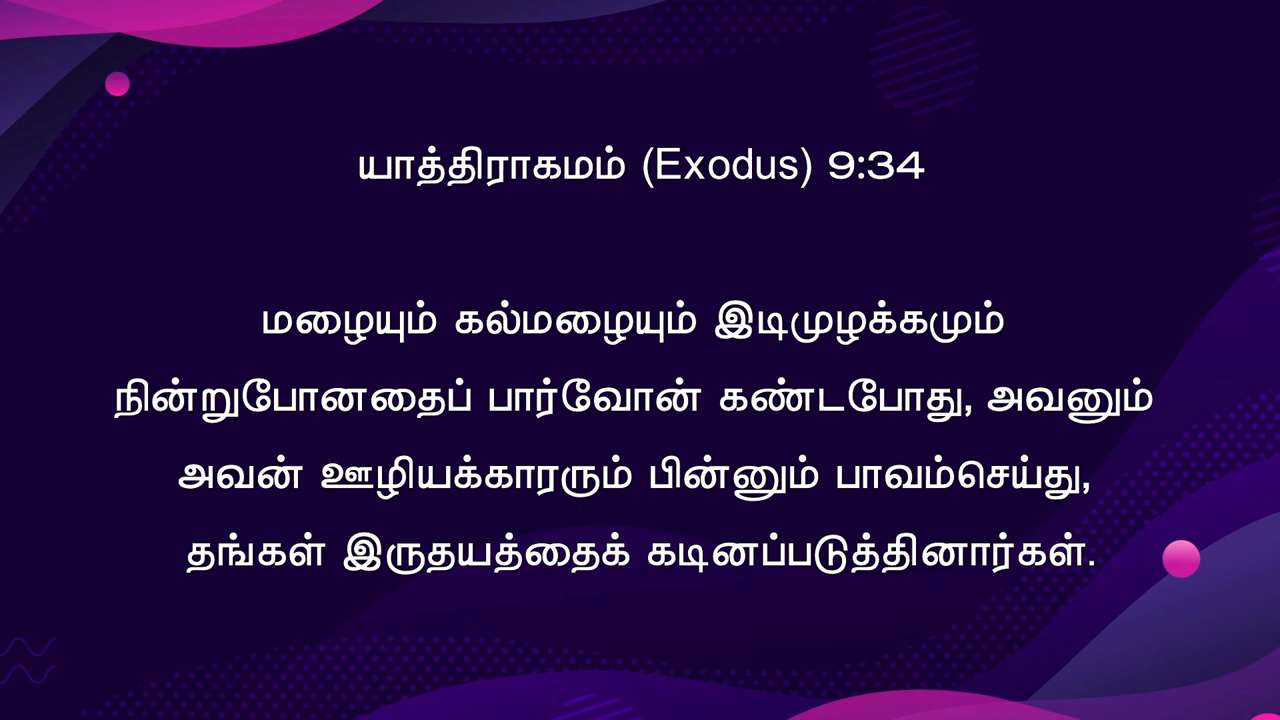 யாத்திராகமம் (Exodus) 9:34
மழையும் கல்மழையும் இடிமுழக்கமும்
நின்றுபோனதைப் பார்வோன் கண்டபோது, அவனும்
அவன் ஊழியக்காரரும் பின்னும் பாவம்செய்து,
தங்கள் இருதயத்தைக் கடினப்படுத்தினார்கள்.